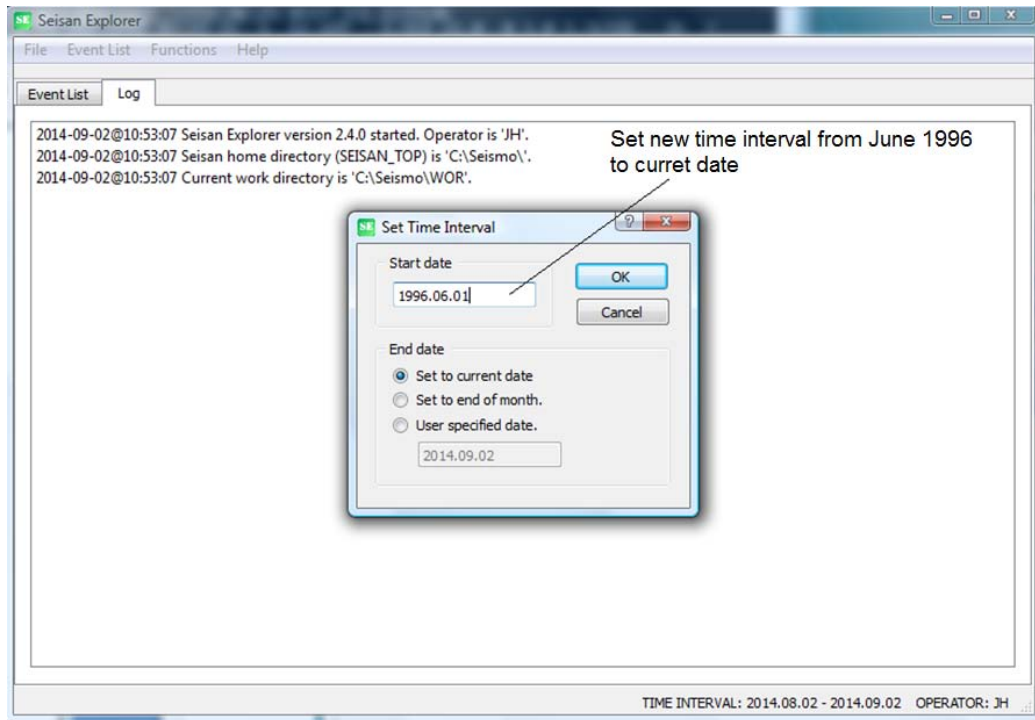 Seisan Explorer
File Event List Functions Help
Event List Log
2014-09-02@10:53:07 Seisan Explorer version 2.4.0 started. Operator is 'JH'.
2014-09-02@10:53:07 Seisan home directory (SEISAN_TOP) is 'C:\Seismo\'.
2014-09-02@10:53:07 Current work directory is 'C:\Seismo\WOR'.
Set new time interval from June 1996
to curret date
Set Time Interval
Start date
1996.06.01
OK
Cancel
End date
Set to current date
Set to end of month.
User specified date.
2014.09.02
TIME INTERVAL: 2014.08.02 - 2014.09.02 OPERATOR: JH